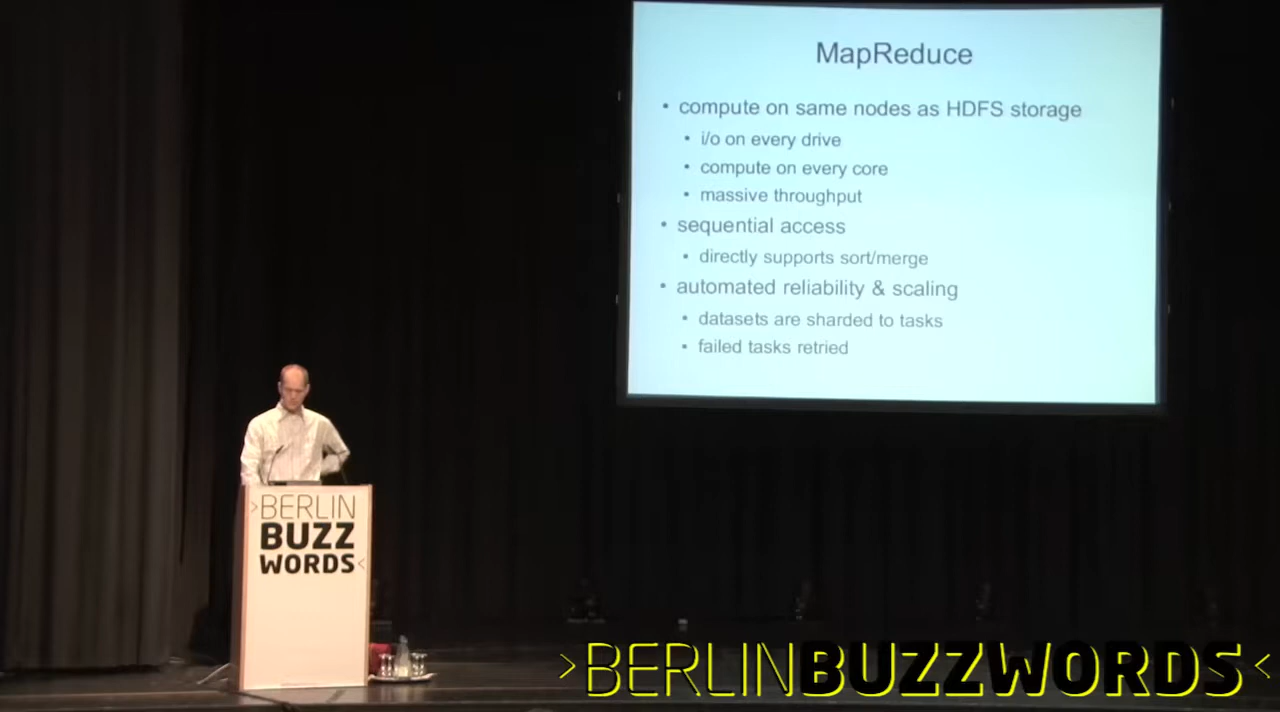 MapReduce
• compute on same nodes as HDFS storage
• i/o on every drive
• compute on every core
• massive throughput
• sequential access
• directly supports sort/merge
• automated reliability & scaling
• datasets are sharded to tasks
• failed tasks retried
>BERLIN
BUZZ
WORDS<
>BERLINBUZZWORDS<